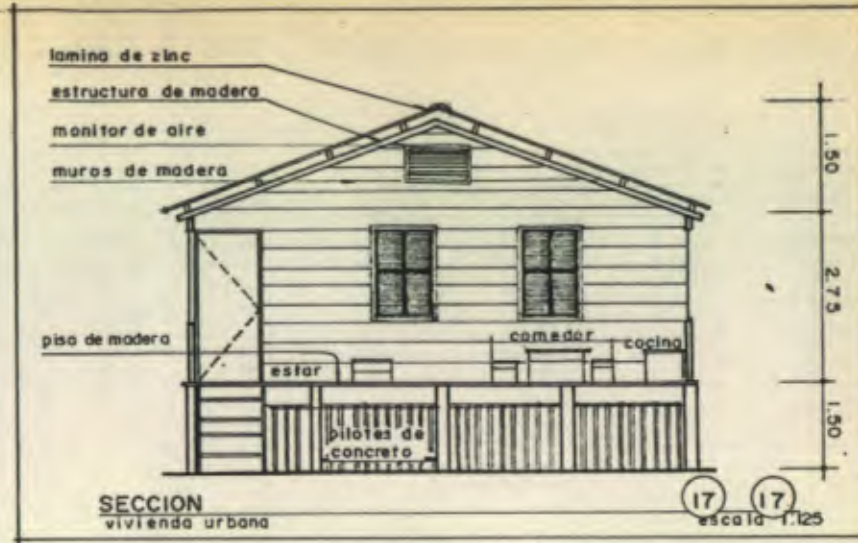 lamina de zinc
estructura de madera
monitor de aire
muros de madera
1.50
2.75
piso de madera
comedor
cocina
estar
1.50
pilotes de
concreto
SECCION
17 17
vivienda urbana
escala 1.125